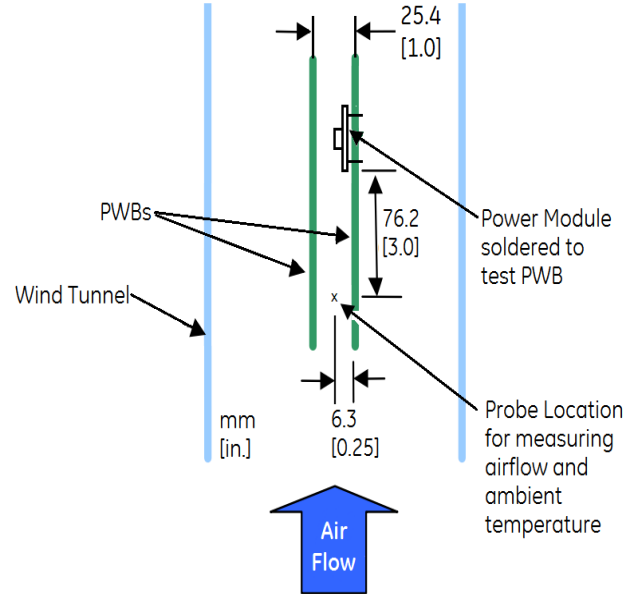 25.4
[1.0]
PWBs
76.2
[3.0]
Power Module
soldered to
test PWB
Wind Tunnel
x
mm
[in.]
6.3
[0.25]
Probe Location
for measuring
airflow and
ambient
temperature
Air
Flow